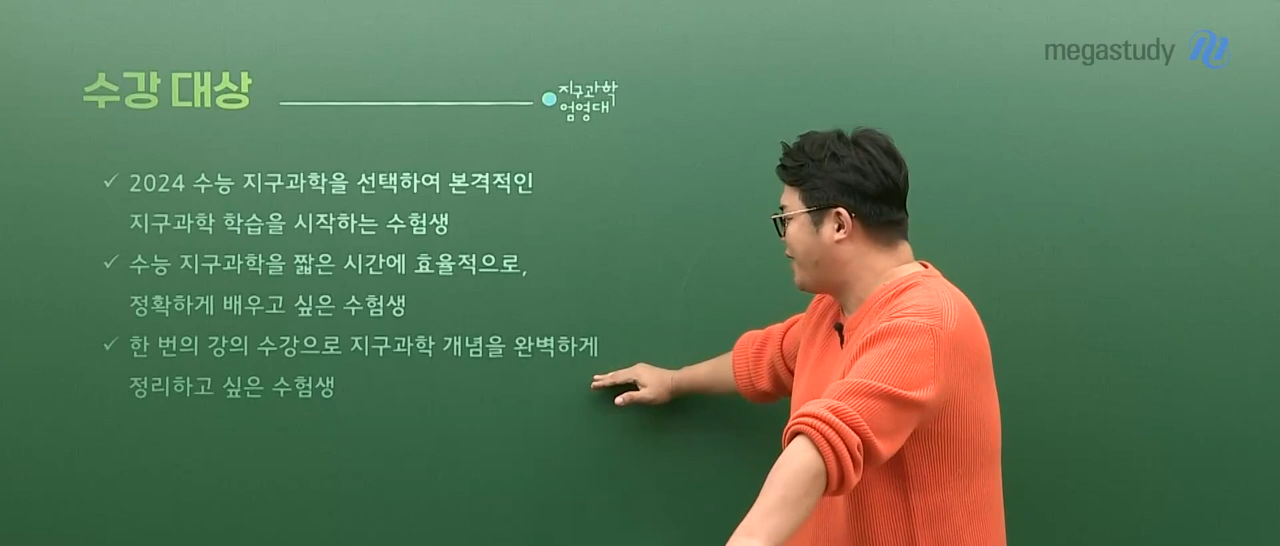 megastudy
수강 대상
지구과학
엄영대
2024 수능 지구과학을 선택하여 본격적인
지구과학 학습을 시작하는 수험생
수능 지구과학을 짧은 시간에 효율적으로,
정확하게 배우고 싶은 수험생
한 번의 강의 수강으로 지구과학 개념을 완벽하게
정리하고 싶은 수험생